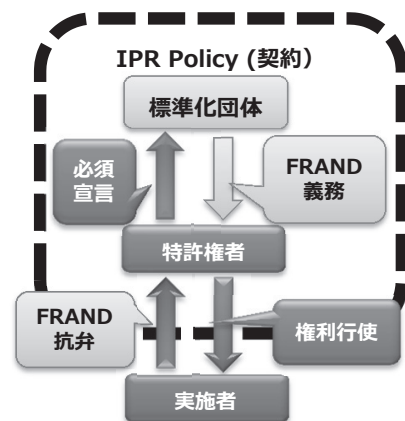 IPR Policy (契約)
標準化団体
必須
宣言
FRAND
義務
特許権者
FRAND
抗弁
権利行使
実施者